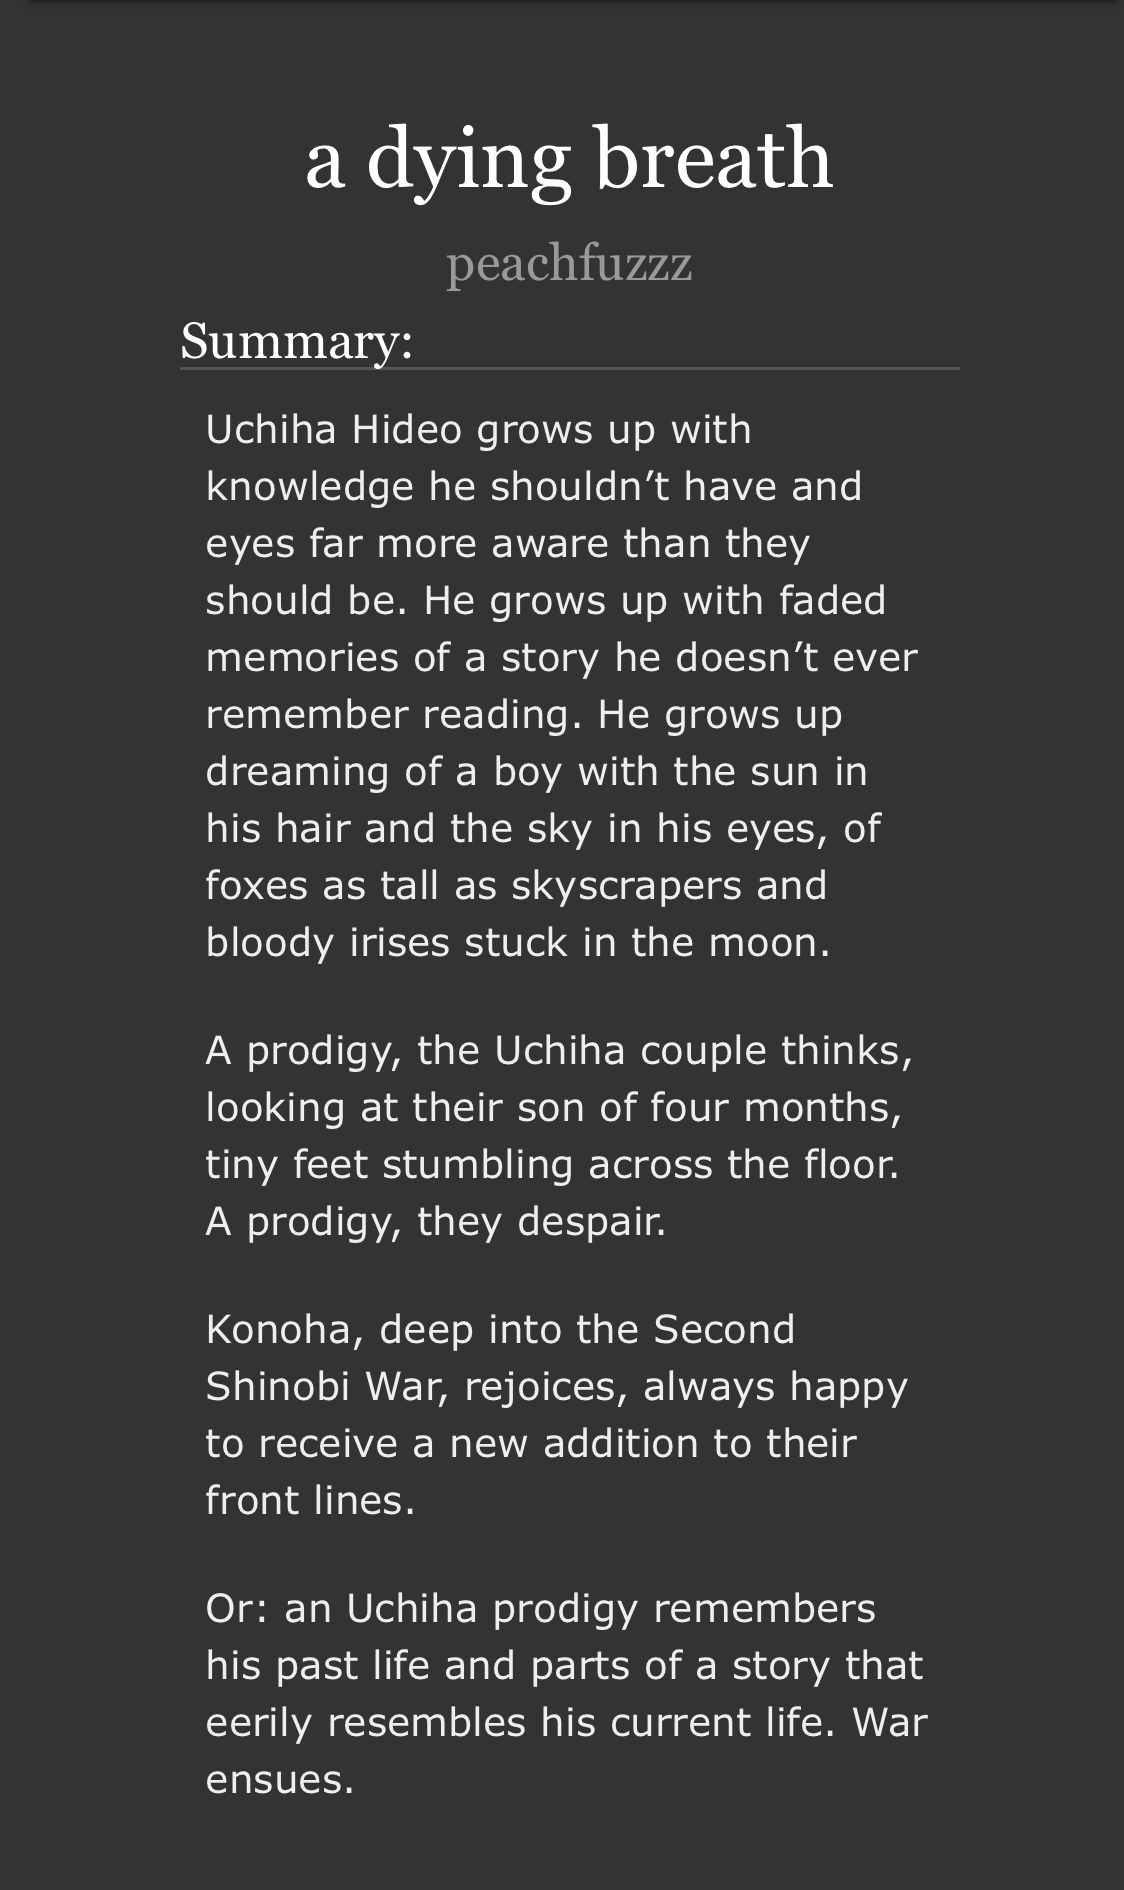 a dying breath
peachfuzzz
Summary:
Uchiha Hideo grows up with
knowledge he shouldn’t have and
eyes far more aware than they
should be. He grows up with faded
memories of a story he doesn’t ever
remember reading. He grows up
dreaming of a boy with the sun in
his hair and the sky in his eyes, of
foxes as tall as skyscrapers and
bloody irises stuck in the moon.
A prodigy, the Uchiha couple thinks,
looking at their son of four months,
tiny feet stumbling across the floor.
A prodigy, they despair.
Konoha, deep into the Second
Shinobi War, rejoices, always happy
to receive a new addition to their
front lines.
Or: an Uchiha prodigy remembers
his past life and parts of a story that
eerily resembles his current life. War
ensues.